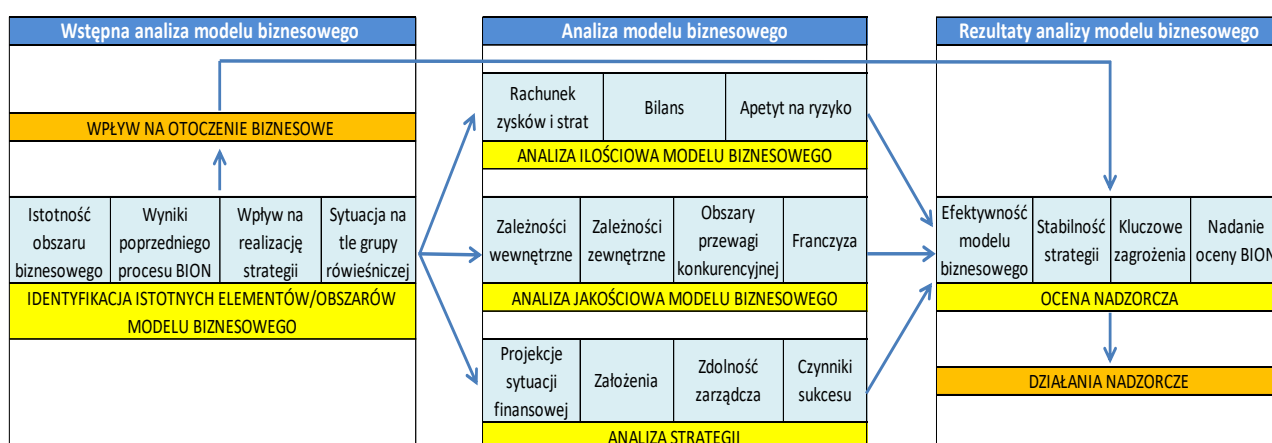 Wstępna analiza modelu biznesowego
WPŁYW NA OTOCZENIE BIZNESOWE
Istotność
obszaru
biznesowego
Wyniki
poprzedniego
procesu BION
Wpływ na
realizację
strategii
Sytuacja na
tle grupy
rówieśniczej
IDENTYFIKACJA ISTOTNYCH ELEMENTÓW/OBSZARÓW
MODELU BIZNESOWEGO
Analiza modelu biznesowego
Rachunek
zysków i strat
Bilans
Apetyt na ryzyko
ANALIZA ILOŚCIOWA MODELU BIZNESOWEGO
Zależności
wewnętrzne
Zależności
zewnętrzne
Obszary
przewagi
konkurencyjnej
Franczyza
ANALIZA JAKOŚCIOWA MODELU BIZNESOWEGO
Projekcje
sytuacji
finansowej
Założenia
Zdolność
zarządcza
Czynniki
sukcesu
ANALIZA STRATEGII
Rezultaty analizy modelu biznesowego
Efektywność
modelu
biznesowego
Stabilność
strategii
Kluczowe
zagrożenia
Nadanie
oceny BION
OCENA NADZORCZA
DZIAŁANIA NADZORCZE